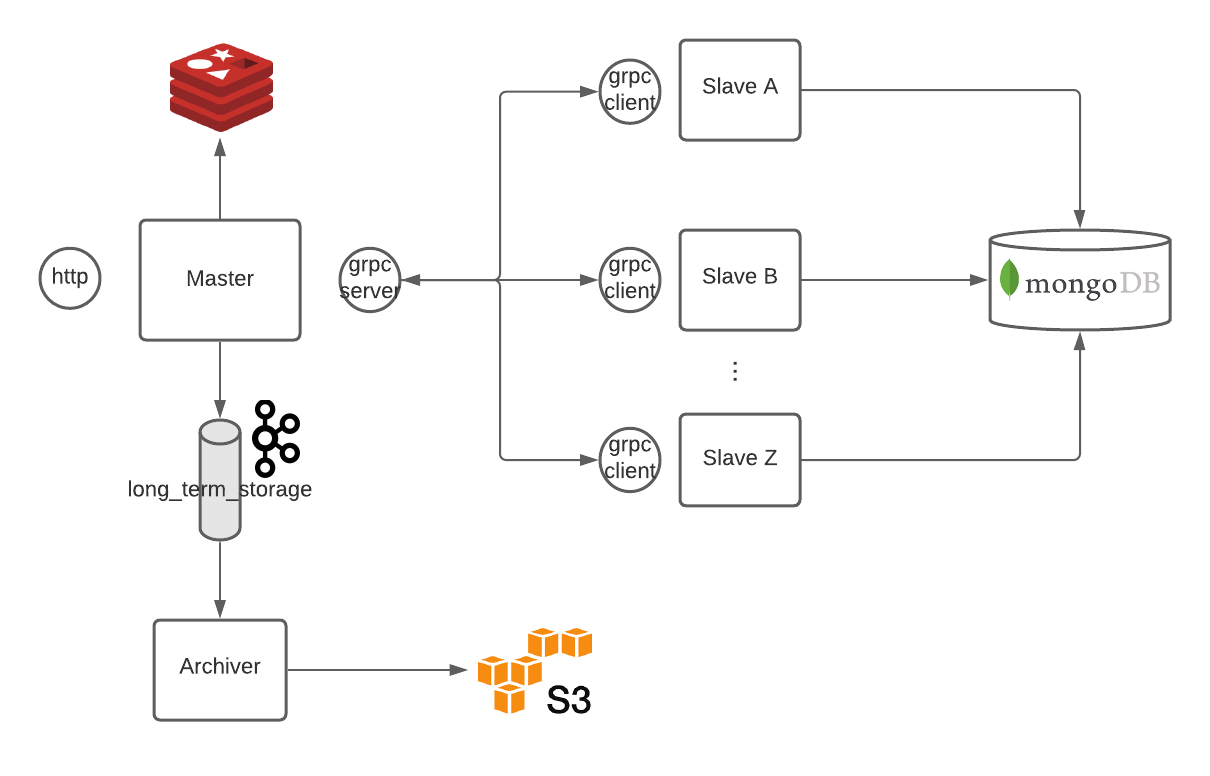 grpc
client
Slave A
http
Master
grpc
server
grpc
client
Slave B
mongoDB
⋮
long_term_storage
grpc
client
Slave Z
Archiver
S3